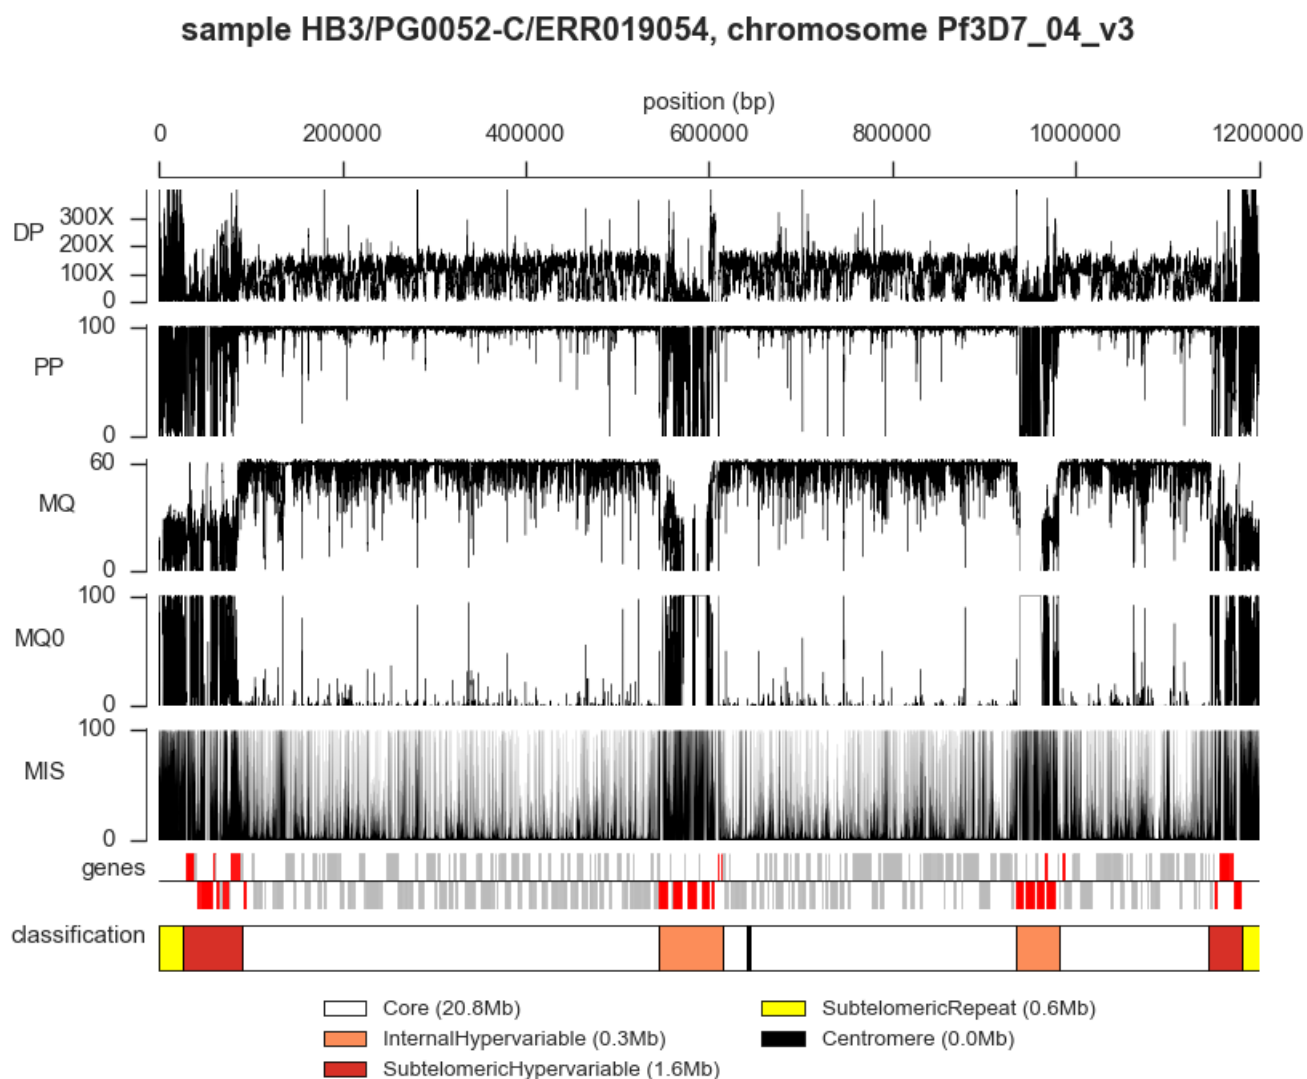 sample HB3/PG0052-C/ERR019054, chromosome Pf3D7_04_v3
position (bp)
0 200000 400000 600000 800000 1000000 1200000
DP 300X
200X
100X
0
PP 100
0
MQ 60
0
MQ0 100
0
MIS 100
0
genes
classification
Core (20.8Mb) SubtelomericRepeat (0.6Mb)
InternalHypervariable (0.3Mb) Centromere (0.0Mb)
SubtelomericHypervariable (1.6Mb)